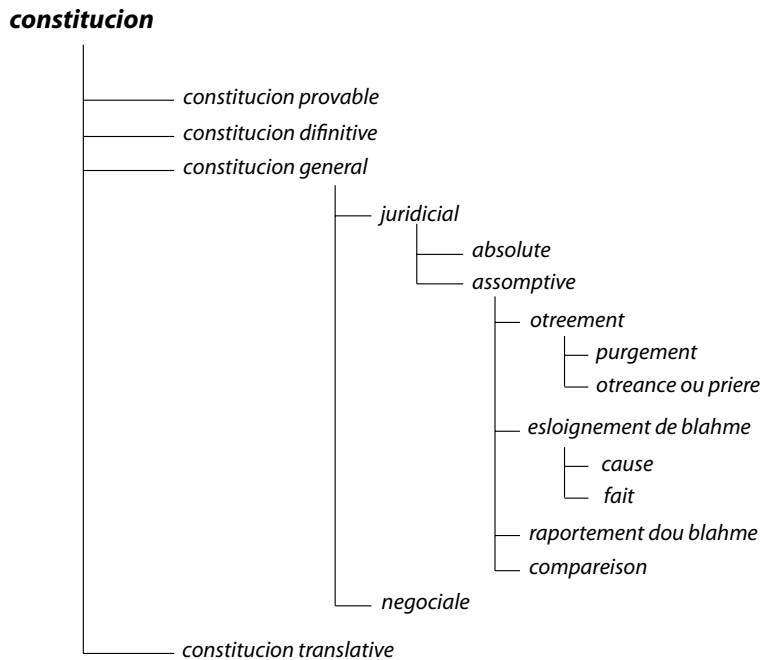 constitucion
constitucion provable
constitucion difinitive
constitucion general
juridicial
absolute
assomptive
otreement
purgement
otreance ou priere
esloignement de blahme
cause
fait
raportement dou blahme
compareison
negociale
constitucion translative